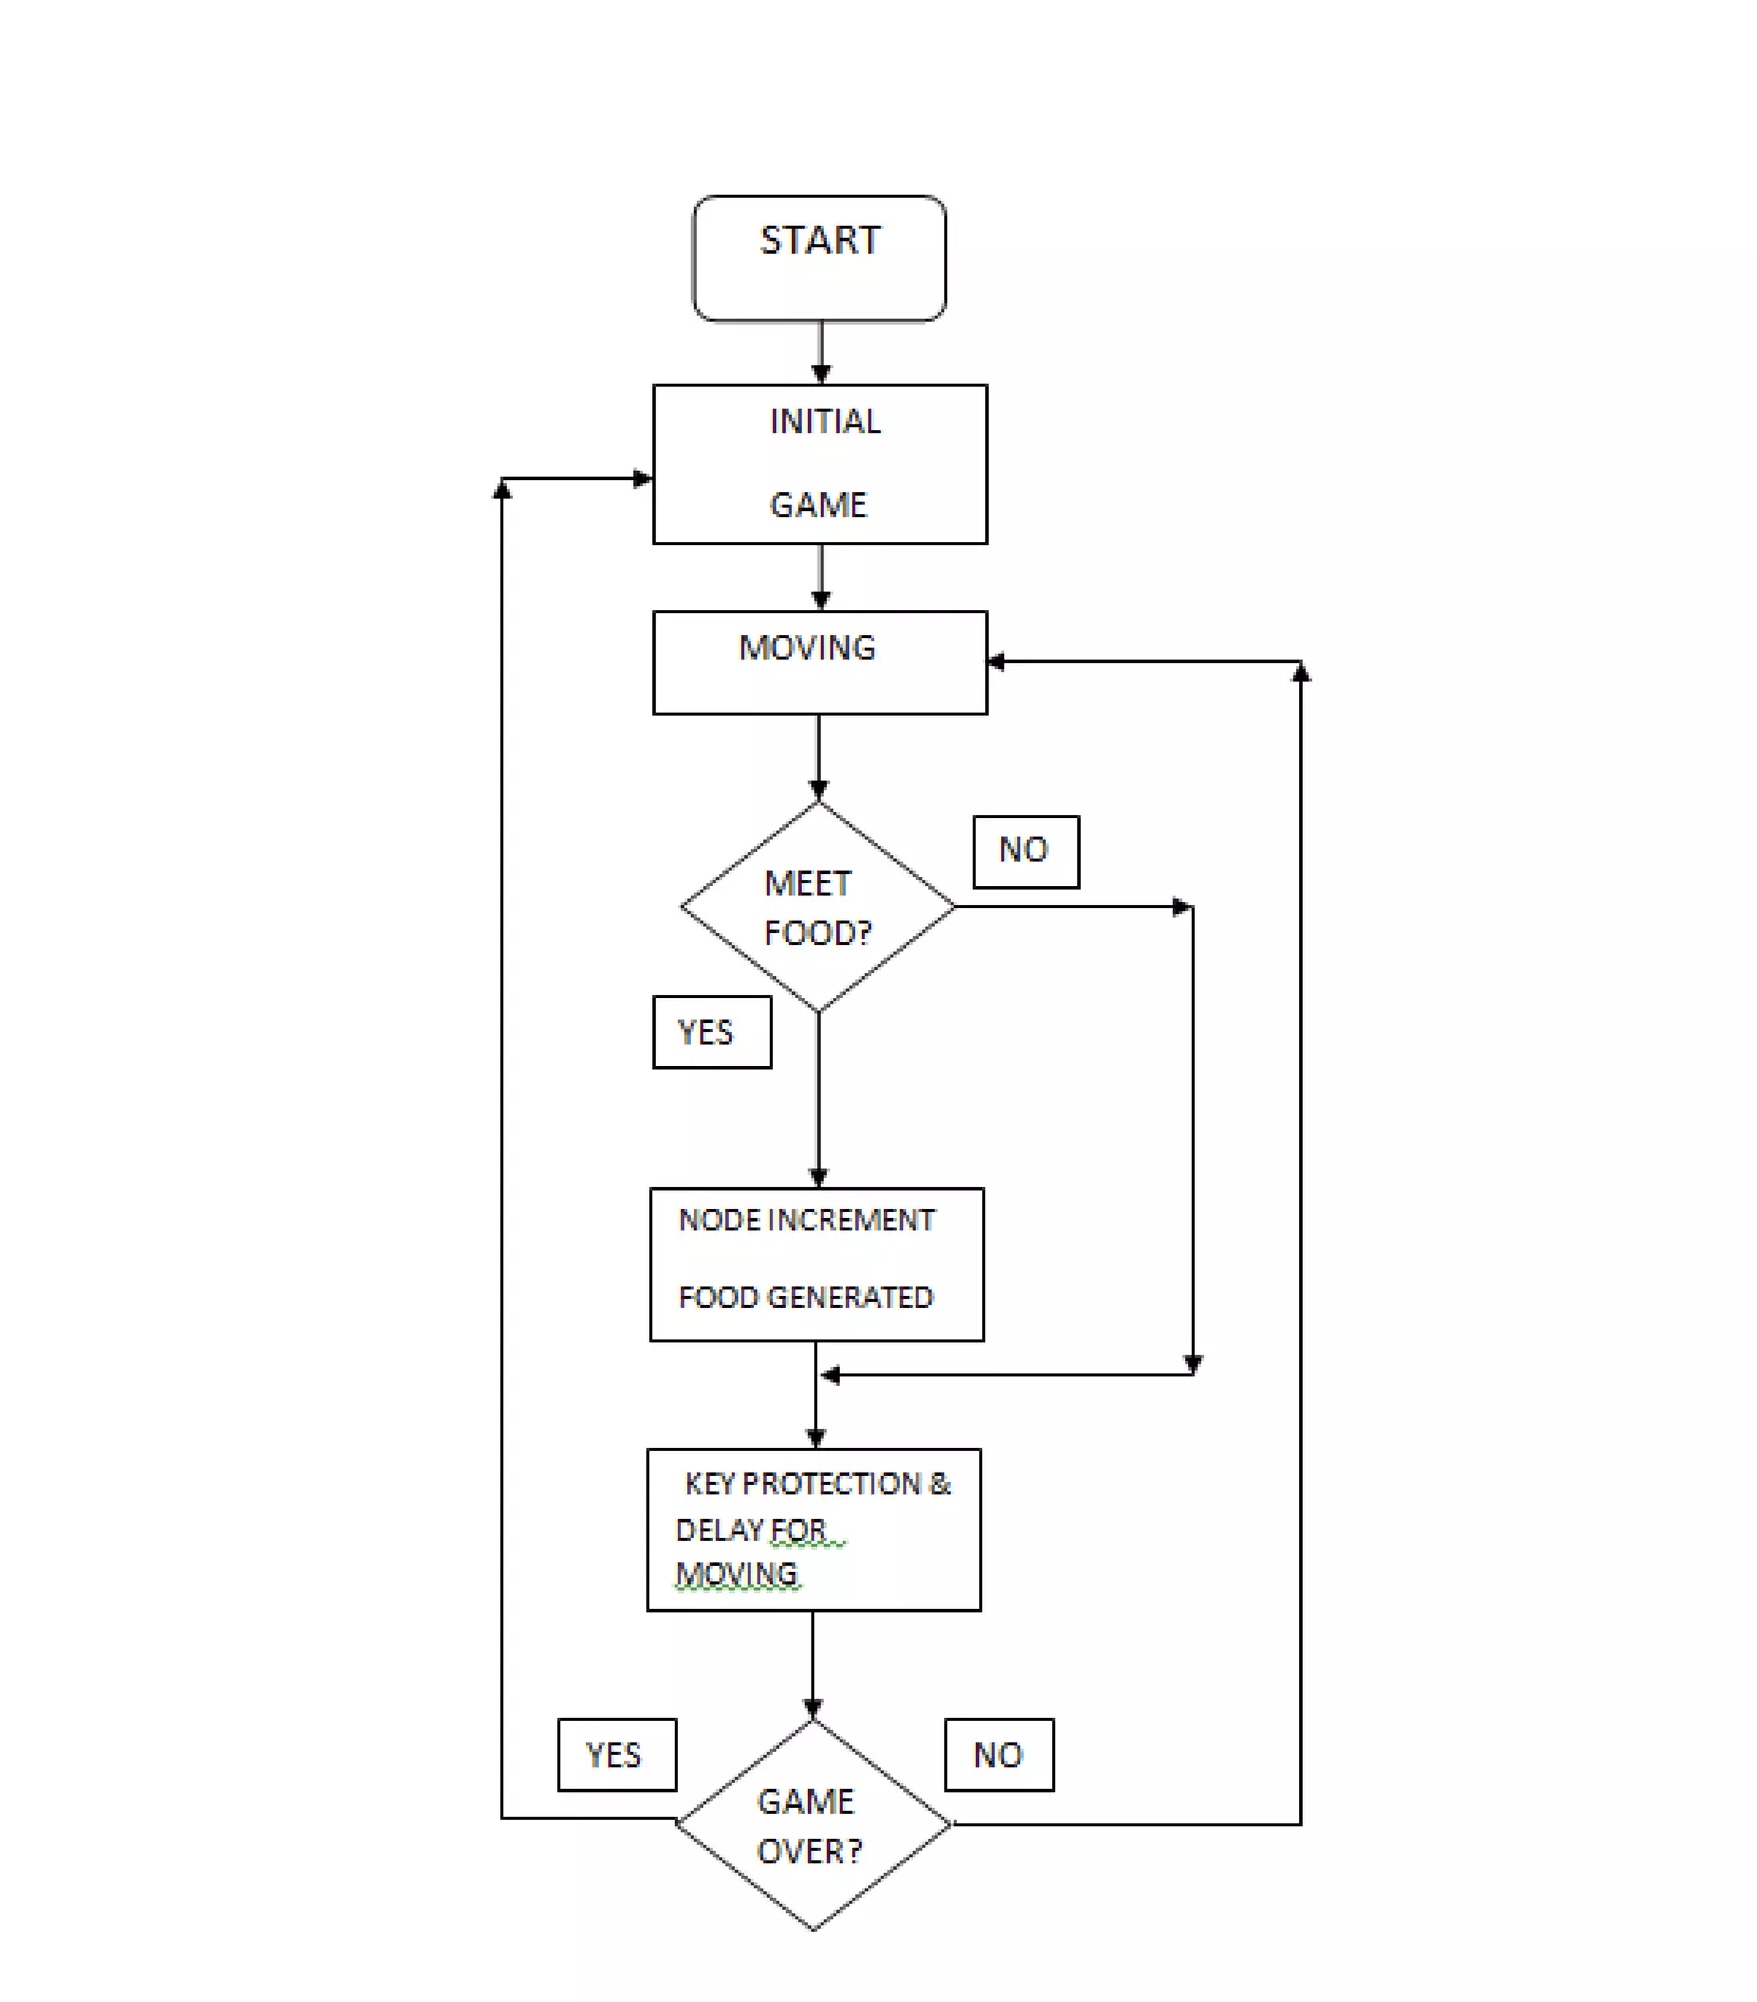 START
INITIAL
GAME
MOVING
NO
MEET
FOOD?
YES
NODE INCREMENT
FOOD GENERATED
KEY PROTECTION &
DELAY FOR
MOVING
YES
NO
GAME
OVER?